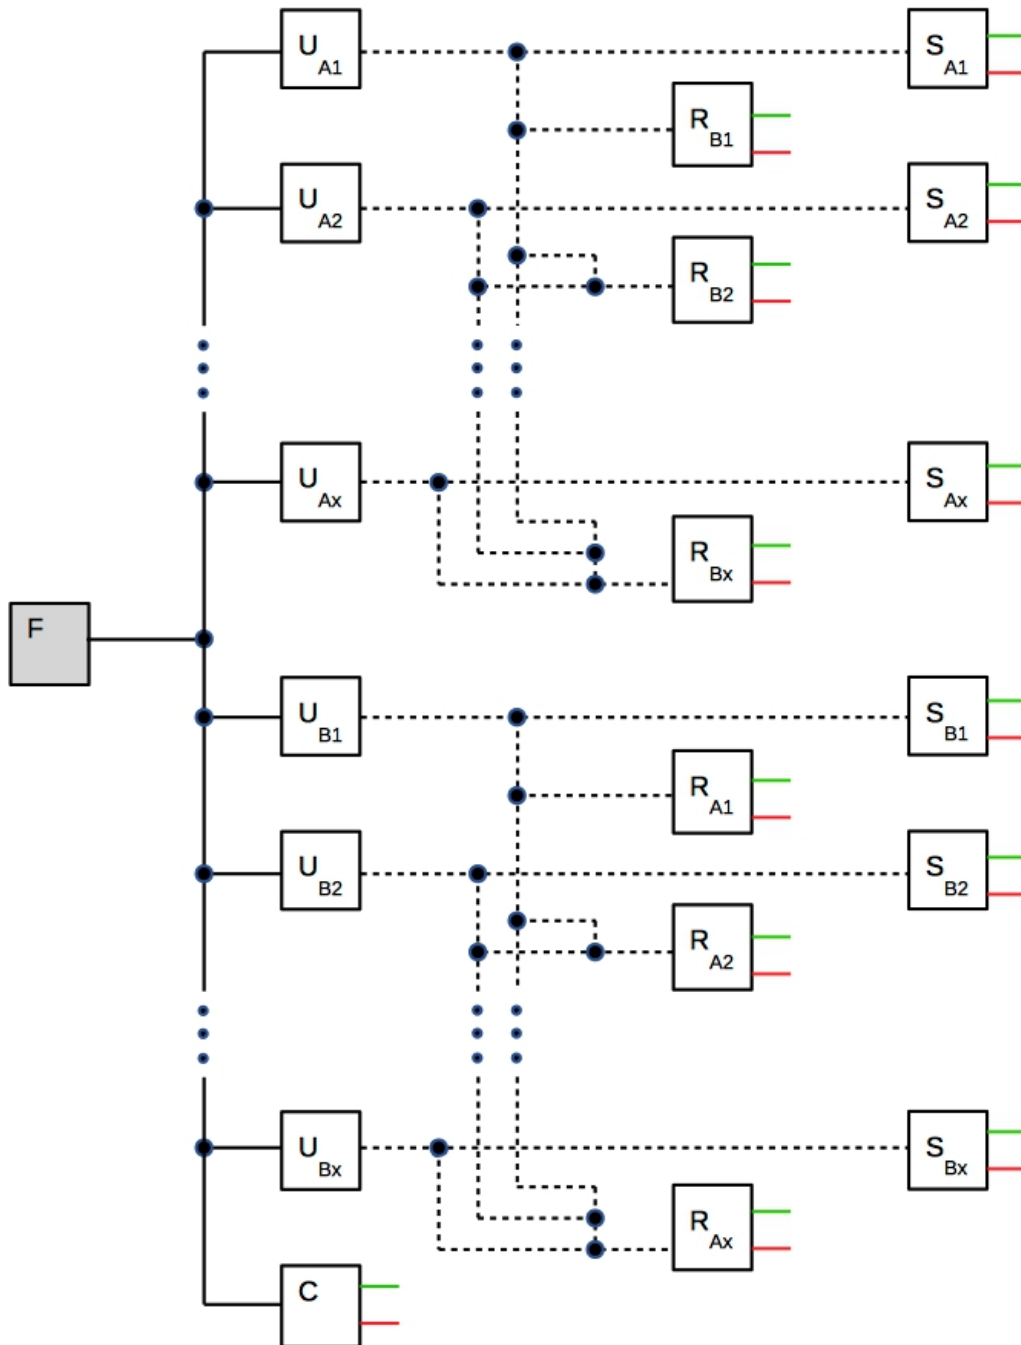 U A1
S A1
R B1
U A2
S A2
R B2
U Ax
S Ax
R Bx
F
U B1
S B1
R A1
U B2
S B2
R A2
U Bx
S Bx
R Ax
C